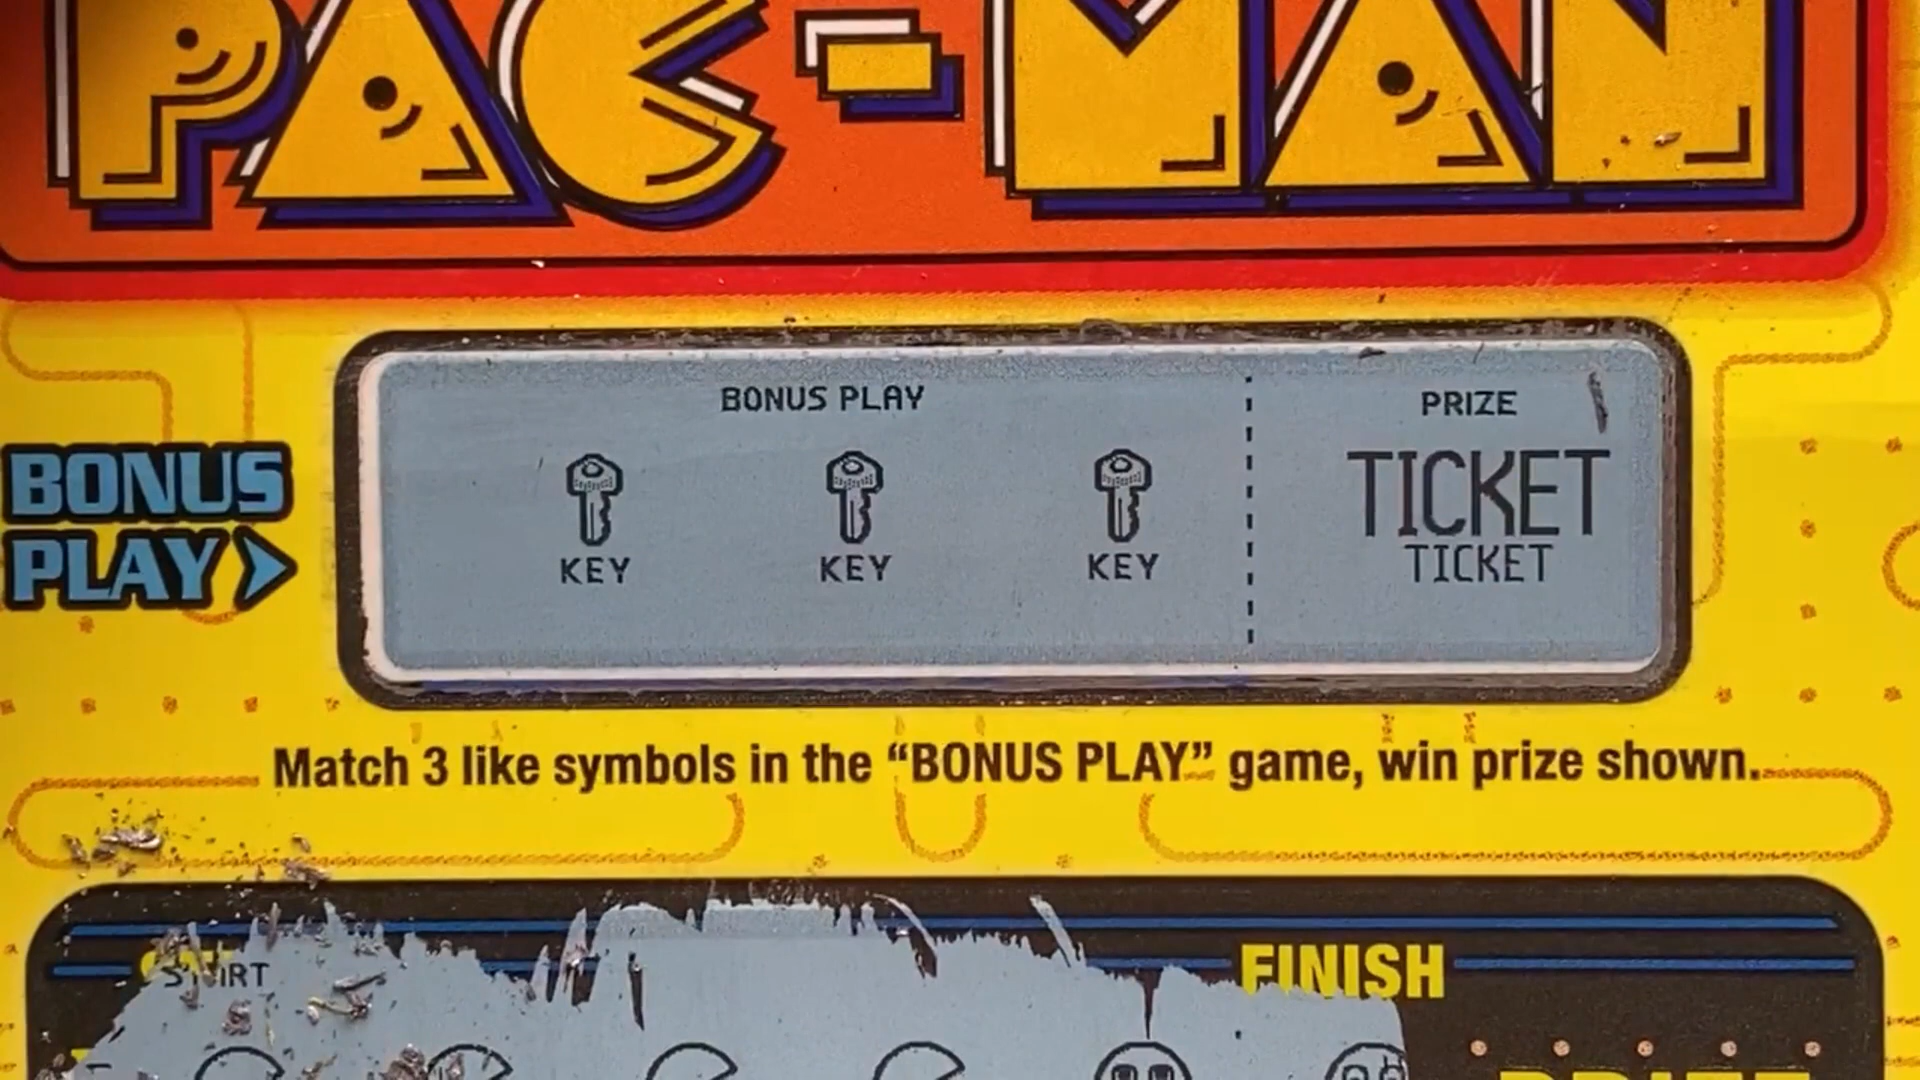 PAC-MAN
BONUS PLAY
PRIZE
BONUS
PLAY
KEY KEY KEY
TICKET
TICKET
Match 3 like symbols in the “BONUS PLAY” game, win prize shown.
START
FINISH